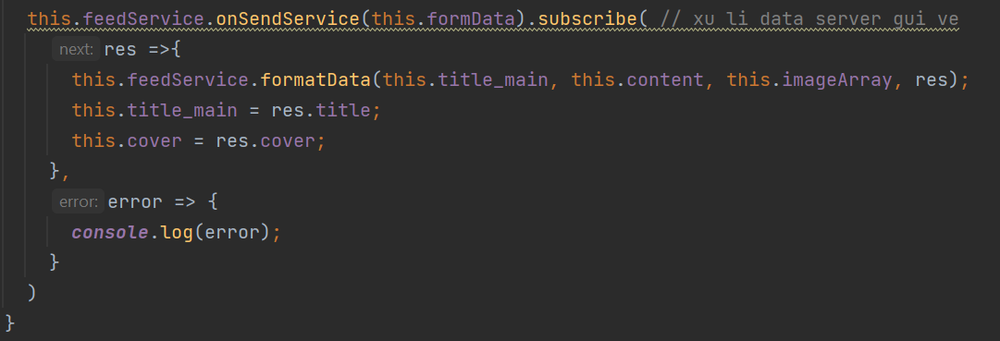 this.feedService.onSendService(this.formData).subscribe( // xu li data server gui ve
next: res =>{
this.feedService.formatData(this.title_main, this.content, this.imageArray, res);
this.title_main = res.title;
this.cover = res.cover;
},
error: error => {
console.log(error);
}
)
}